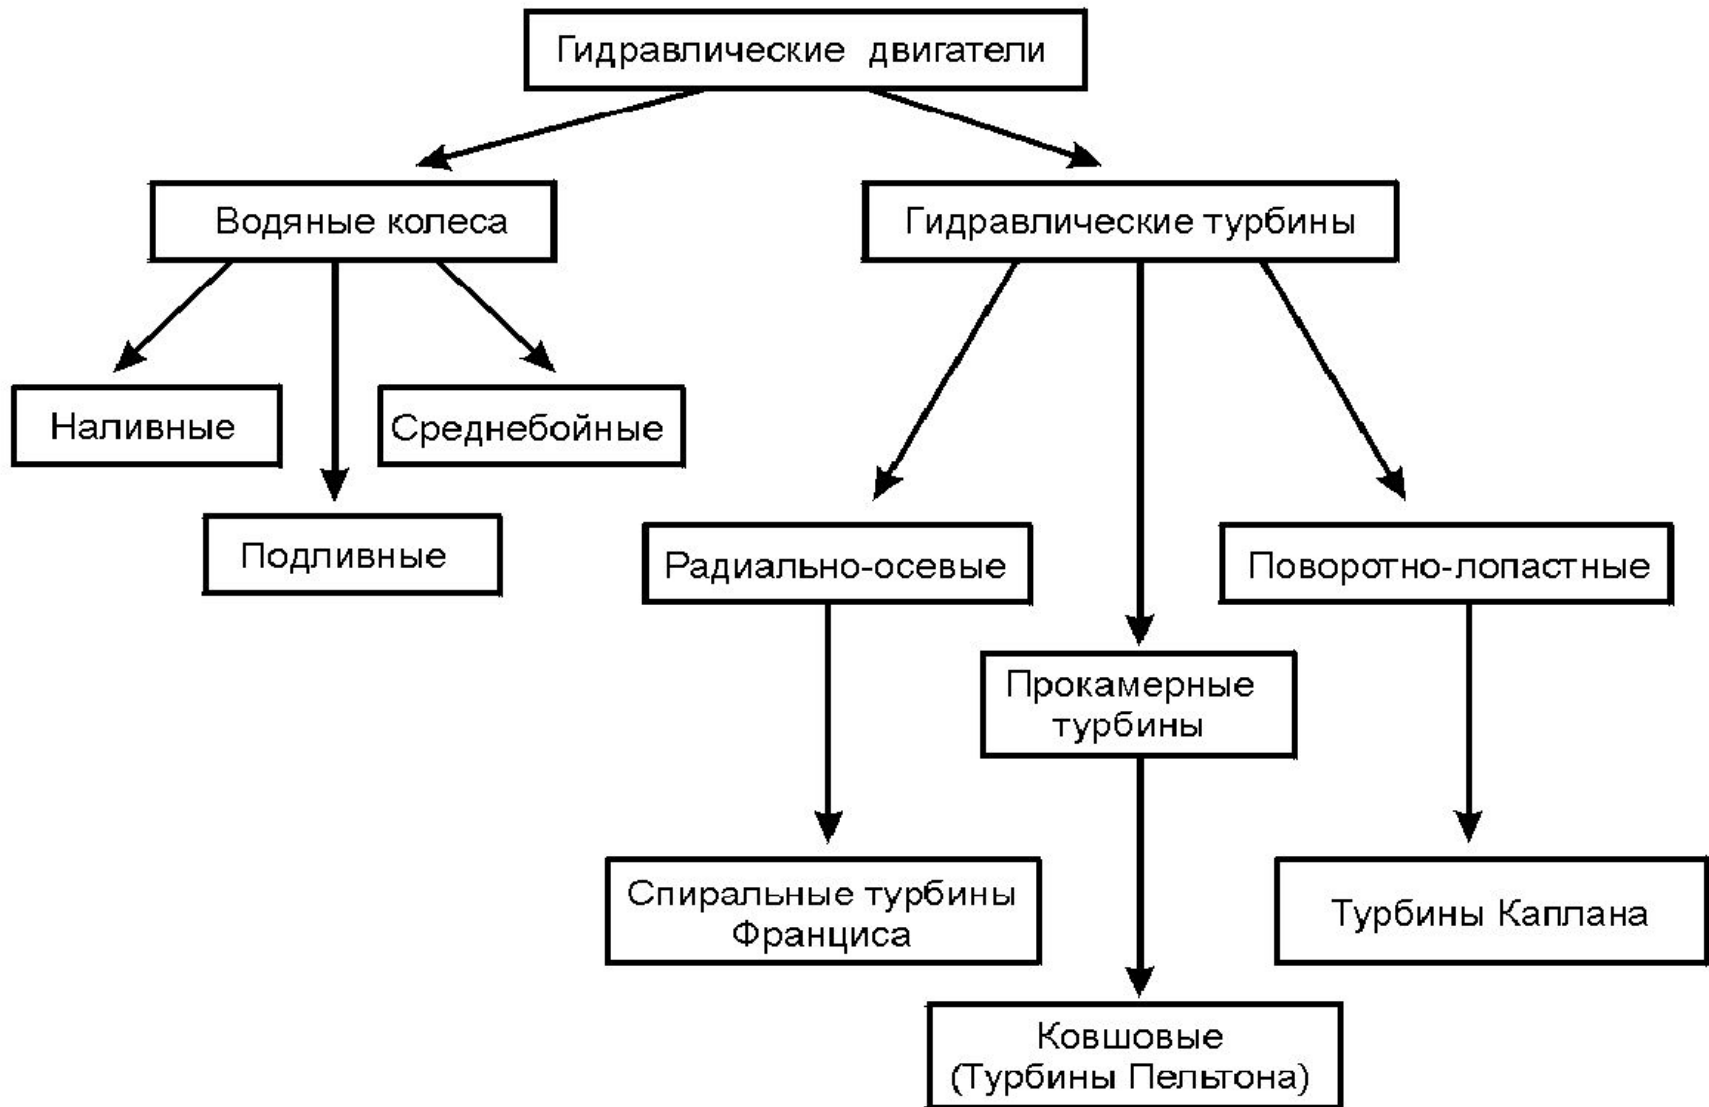 Гидравлические двигатели
Водяные колеса
Гидравлические турбины
Наливные
Среднебойные
Подливные
Радиально-осевые
Поворотно-лопастные
Прокамерные
турбины
Спиральные турбины
Франциса
Турбины Каплана
Ковшовые
(Турбины Пельтона)